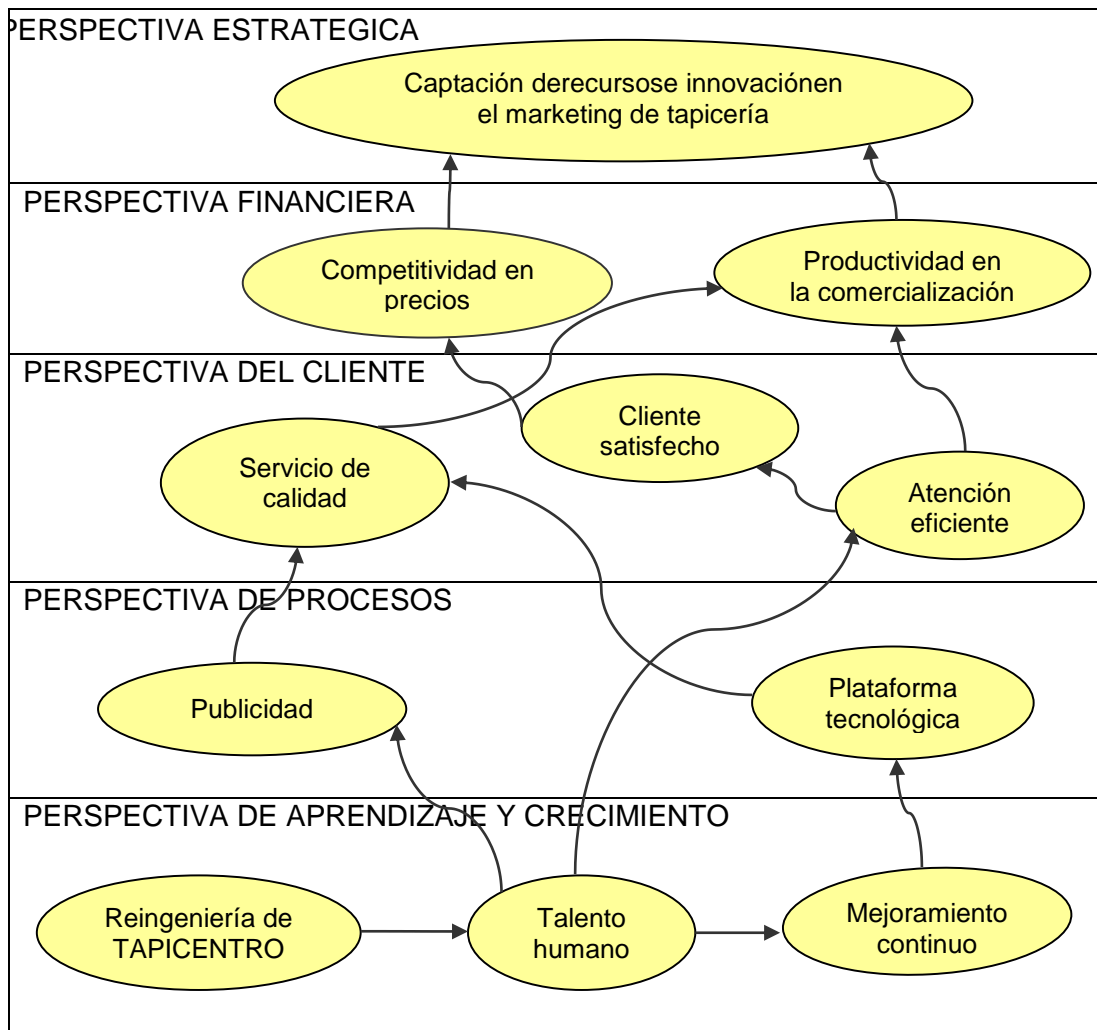 PERSPECTIVA ESTRATEGICA
Captación derecursose innovaciónen
el marketing de tapicería
PERSPECTIVA FINANCIERA
Competitividad en
precios
Productividad en
la comercialización
PERSPECTIVA DEL CLIENTE
Cliente
satisfecho
Servicio de
calidad
Atención
eficiente
PERSPECTIVA DE PROCESOS
Publicidad
Plataforma
tecnológica
PERSPECTIVA DE APRENDIZAJE Y CRECIMIENTO
Reingeniería de
TAPICENTRO
Talento
humano
Mejoramiento
continuo